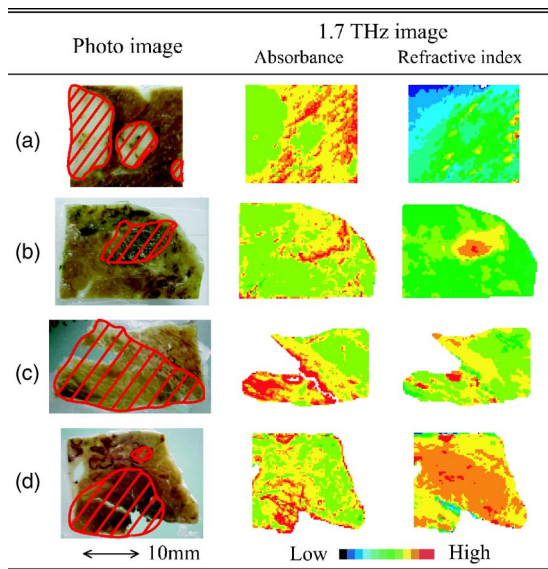 1.7 THz image
Photo image
Absorbance
Refractive index
(a)
(b)
(c)
(d)
10mm
Low
High